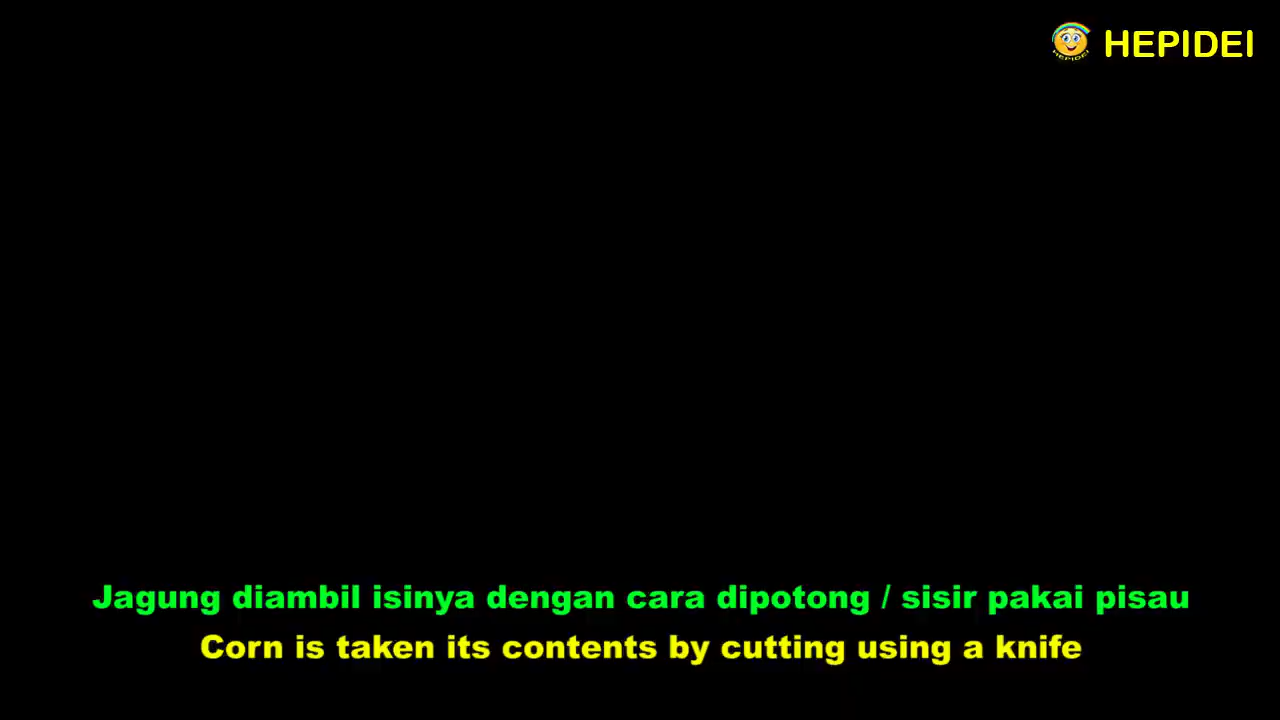 HEPIDEI
HEPIDEI
Jagung diambil isinya dengan cara dipotong / sisir pakai pisau
Corn is taken its contents by cutting using a knife